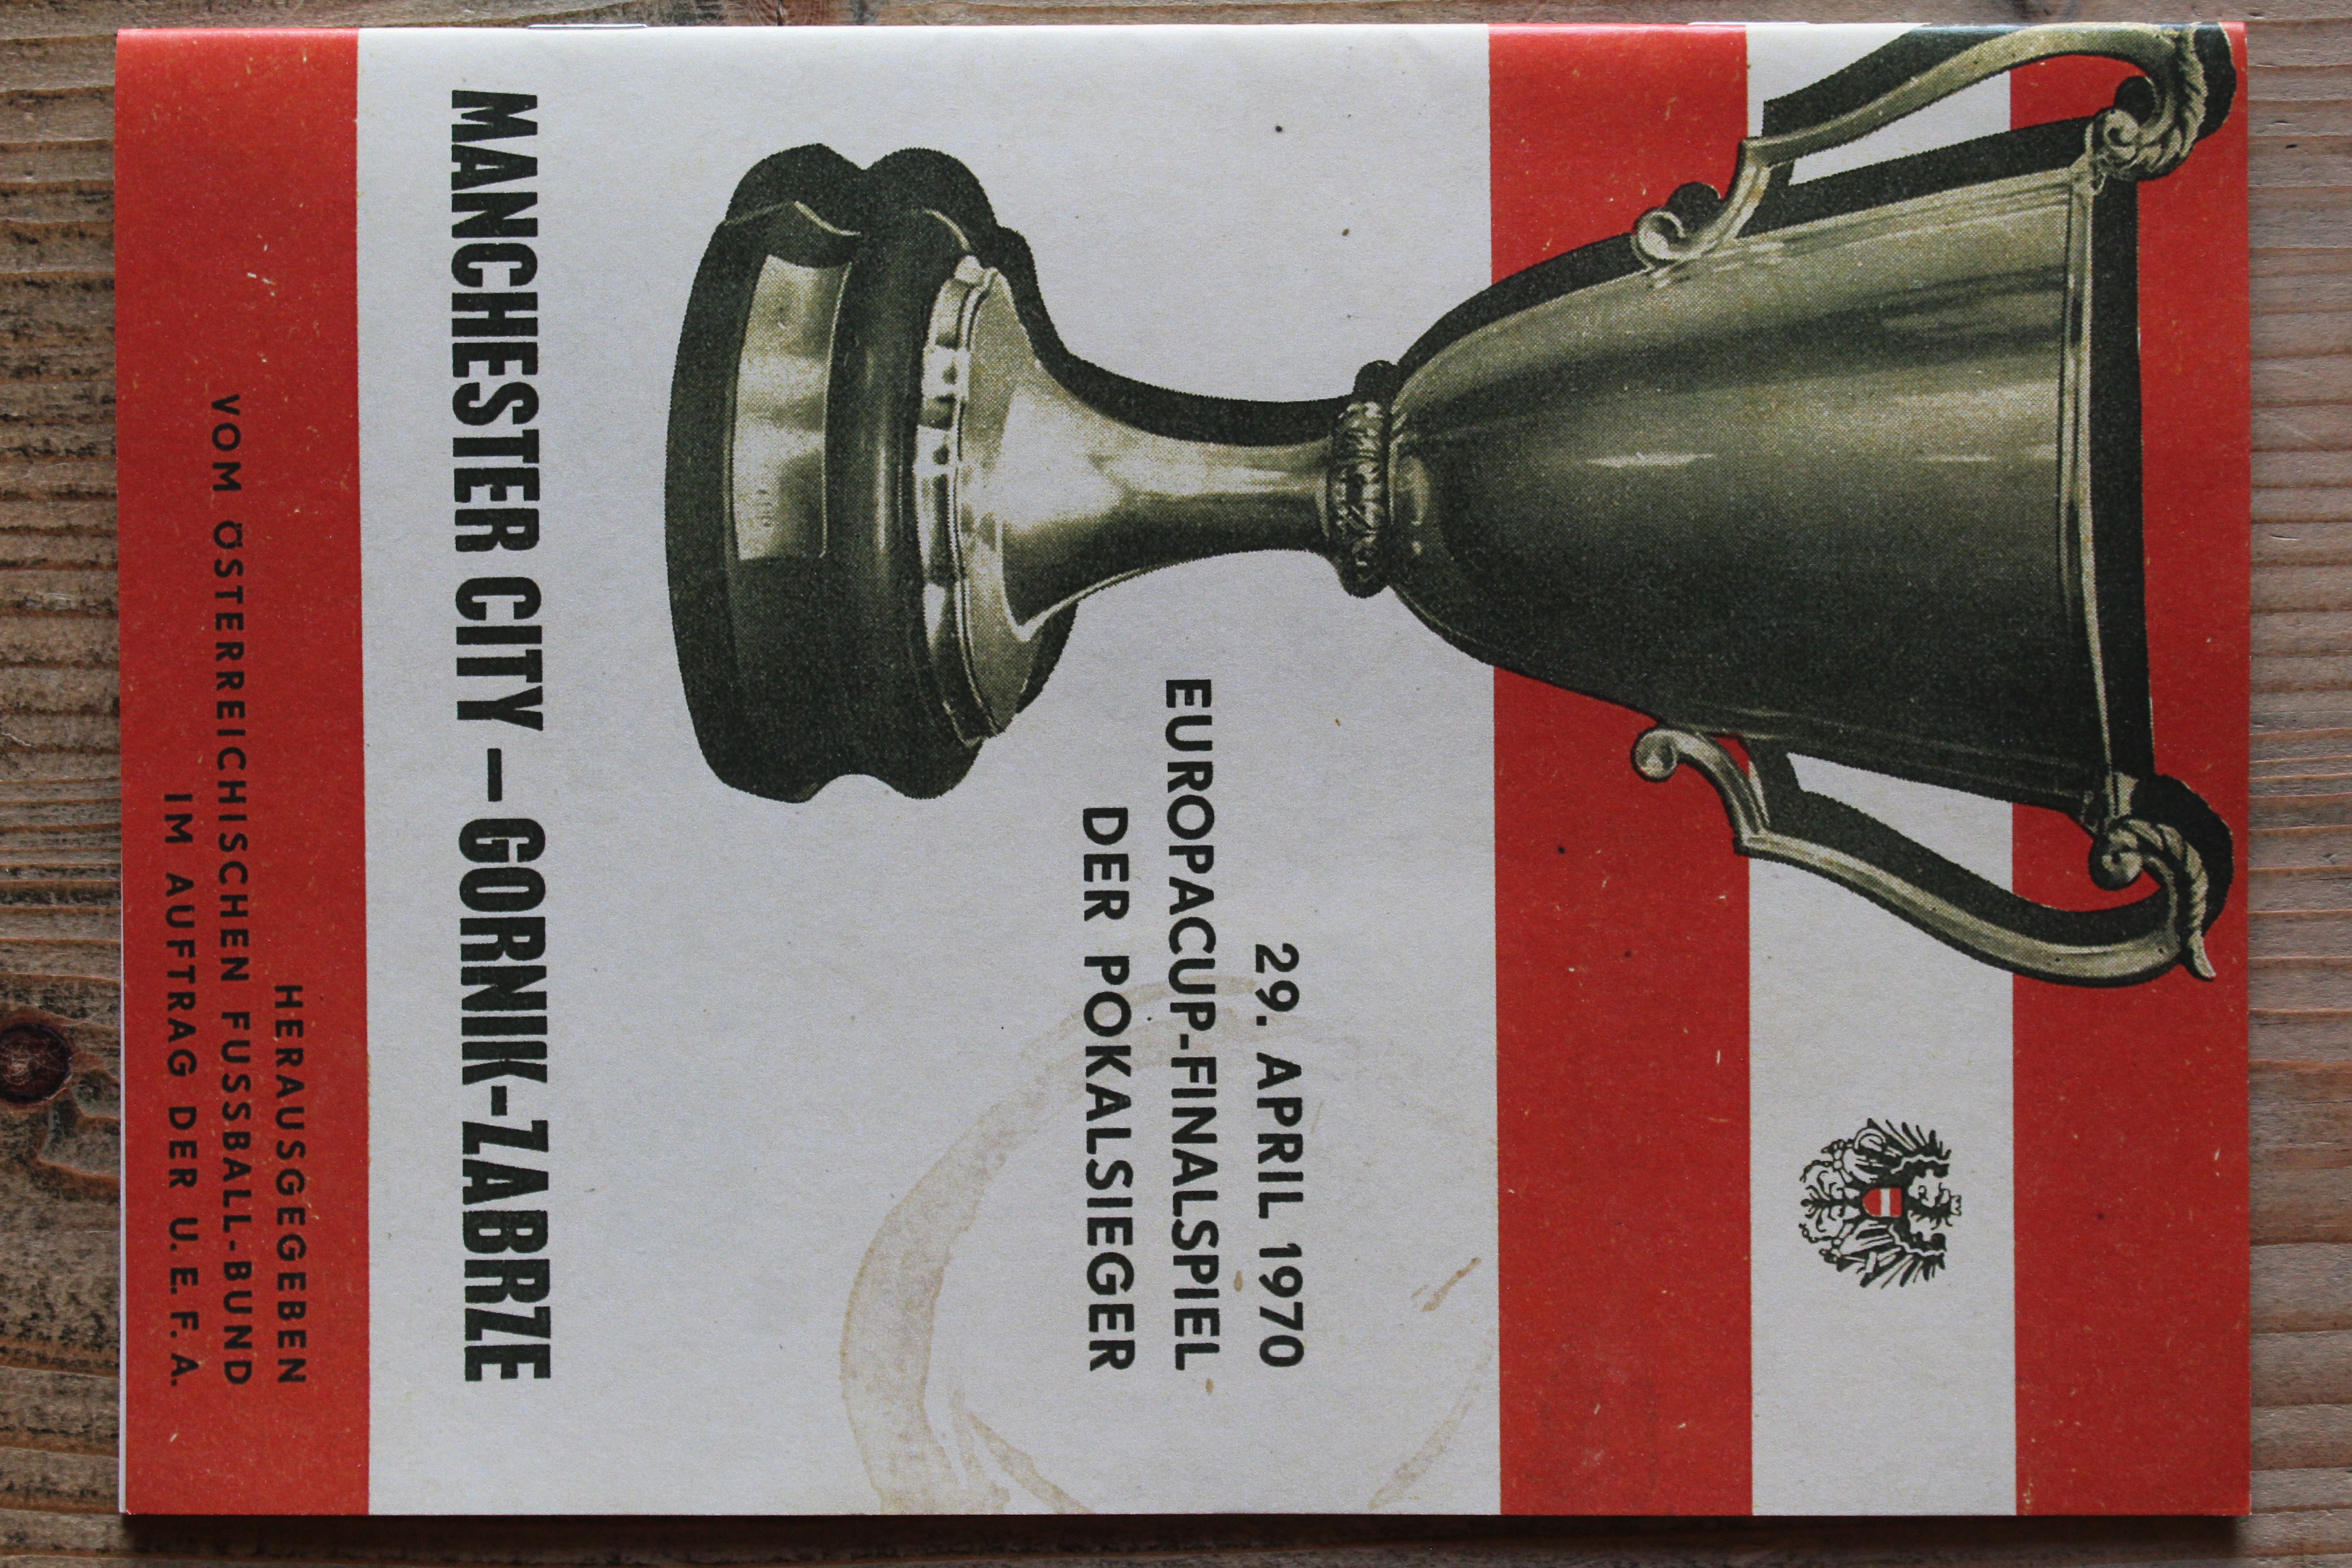 29. APRIL 1970
EUROPACUP-FINALSPIEL
DER POKALSIEGER
MANCHESTER CITY – GORNIK-ZABRZE
HERAUSGEGEBEN
VOM ÖSTERREICHISCHEN FUSSBALL-BUND
IM AUFTRAG DER U.E.F.A.